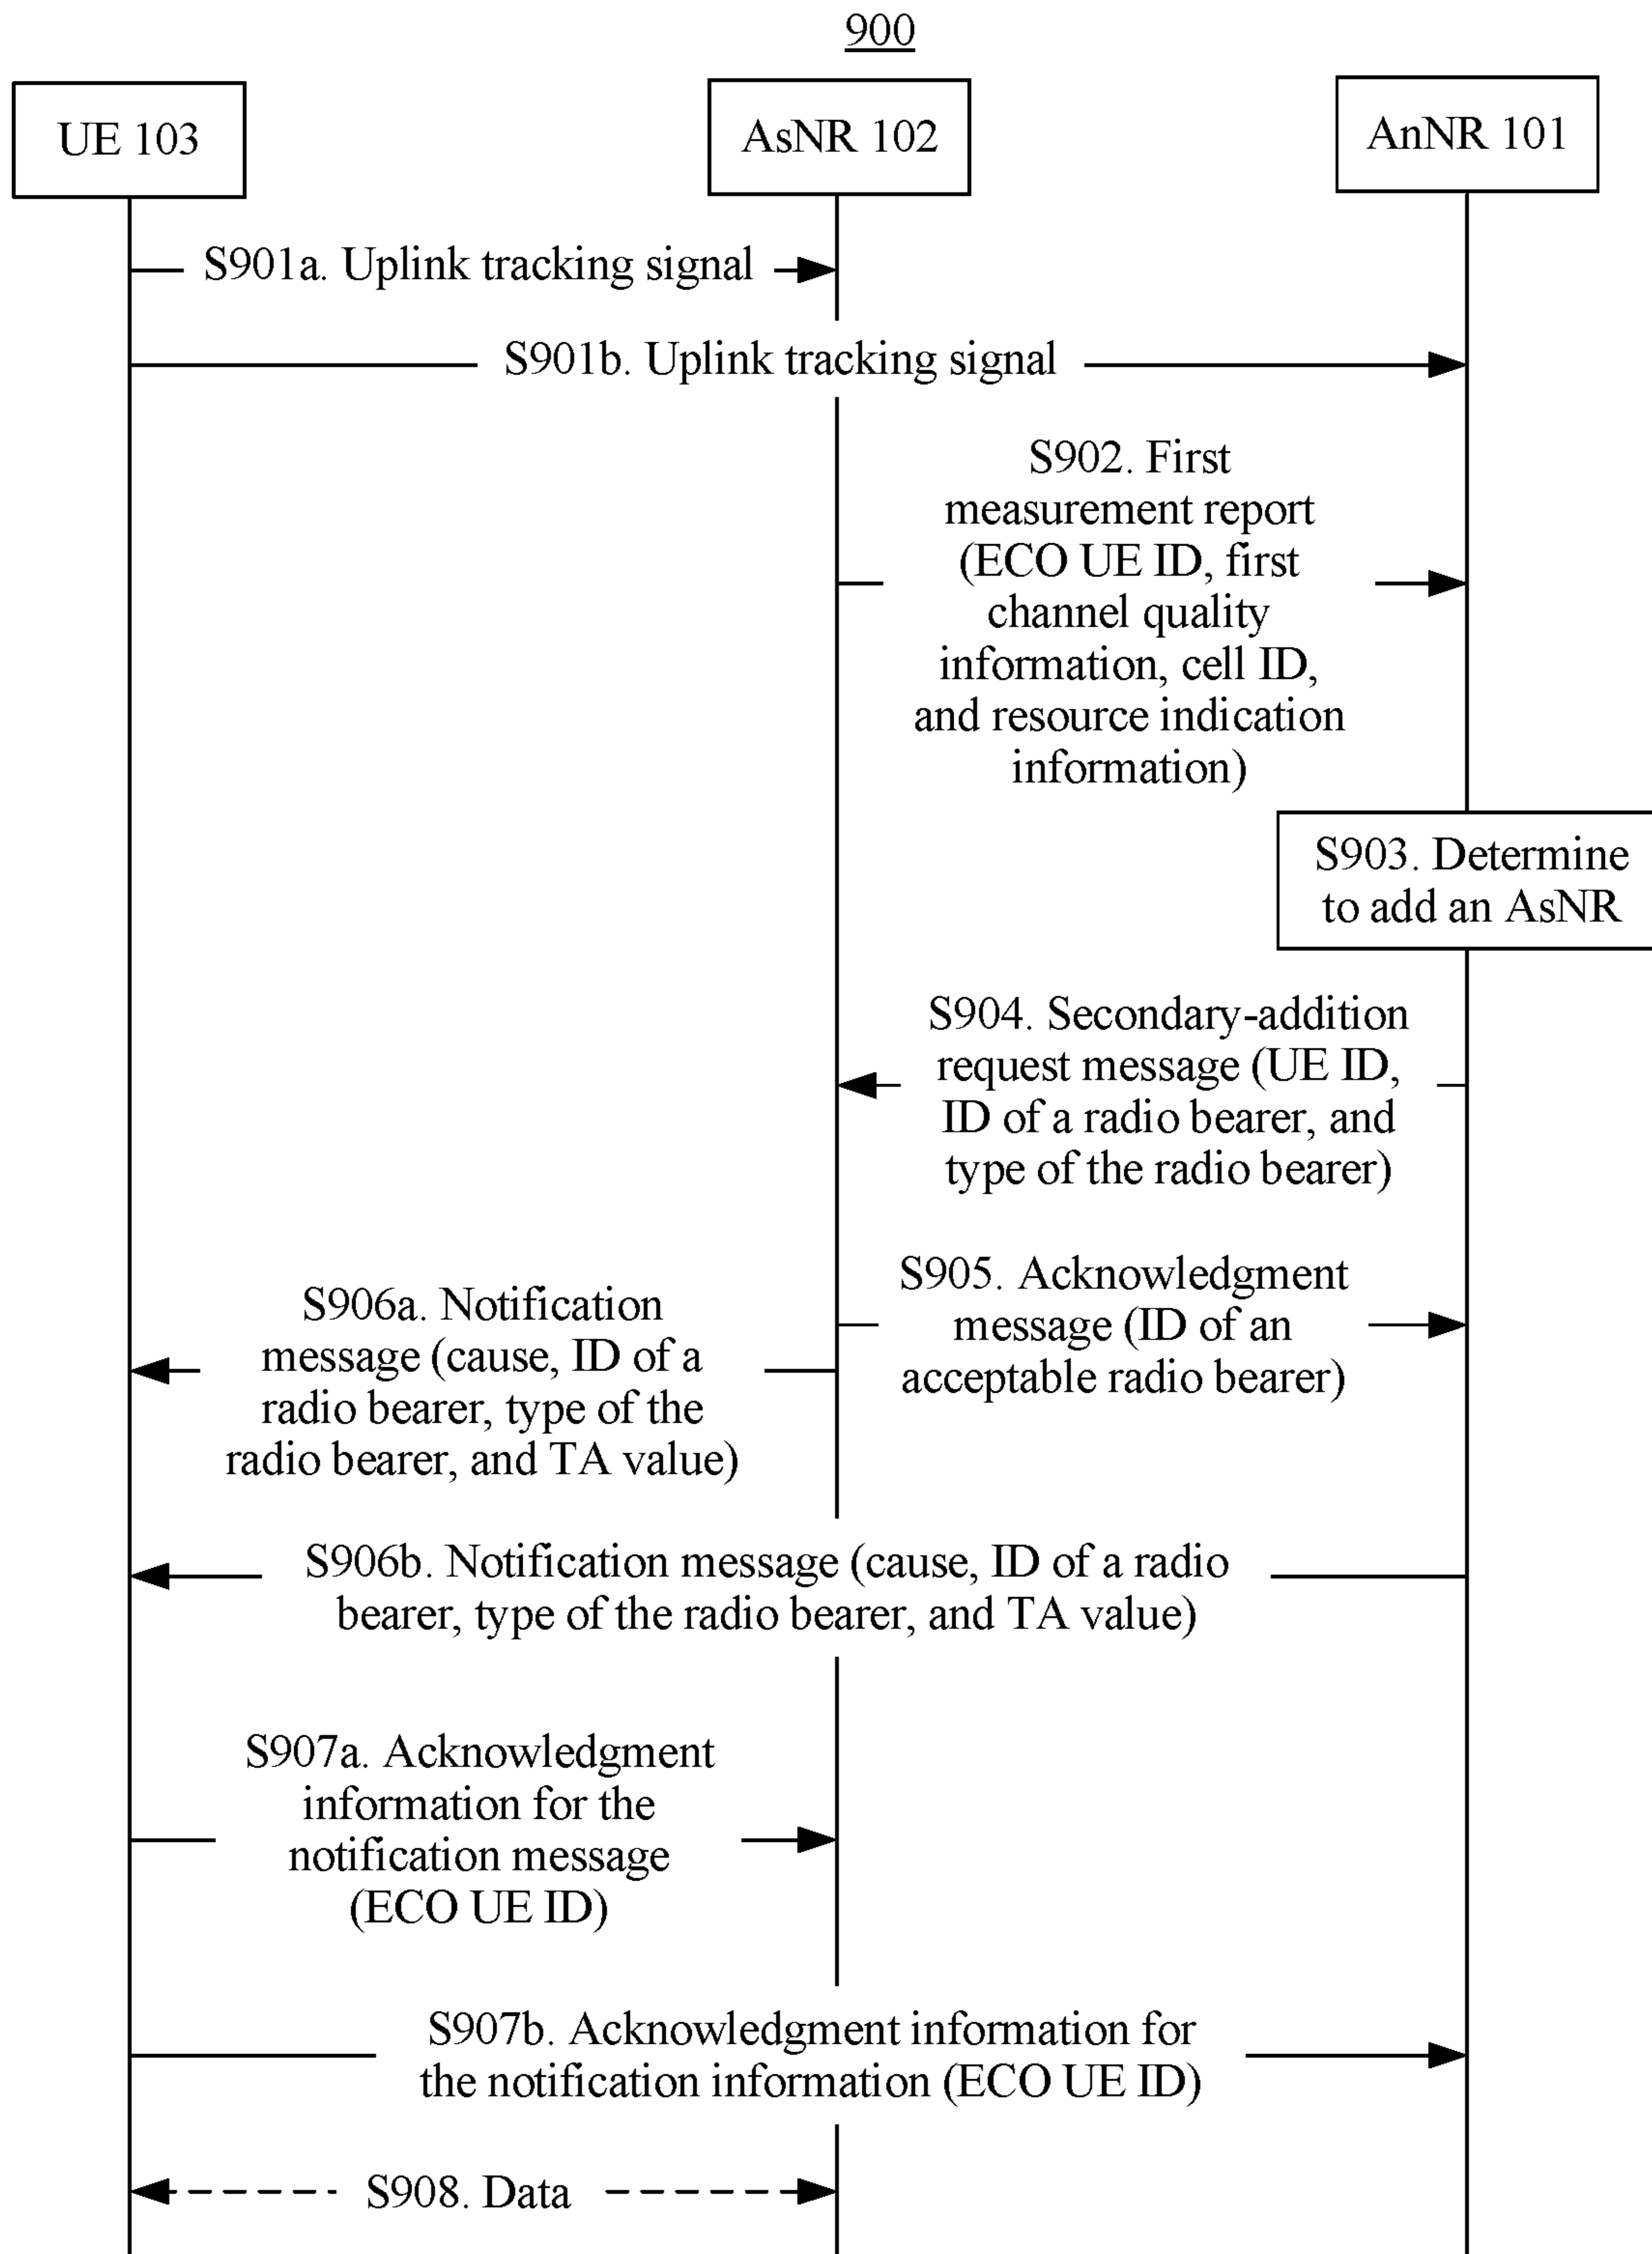 900
UE 103
AsNR 102
AnNR 101
S901a. Uplink tracking signal
S901b. Uplink tracking signal
S902. First
measurement report
(ECO UE ID, first
channel quality
information, cell ID,
and resource indication
information)
S903. Determine
to add an AsNR
S904. Secondary-addition
request message (UE ID,
ID of a radio bearer, and
type of the radio bearer)
S905. Acknowledgment
message (ID of an
acceptable radio bearer)
S906a. Notification
message (cause, ID of a
radio bearer, type of the
radio bearer, and TA value)
S906b. Notification message (cause, ID of a radio
bearer, type of the radio bearer, and TA value)
S907a. Acknowledgment
information for the
notification message
(ECO UE ID)
S907b. Acknowledgment information for
the notification information (ECO UE ID)
S908. Data